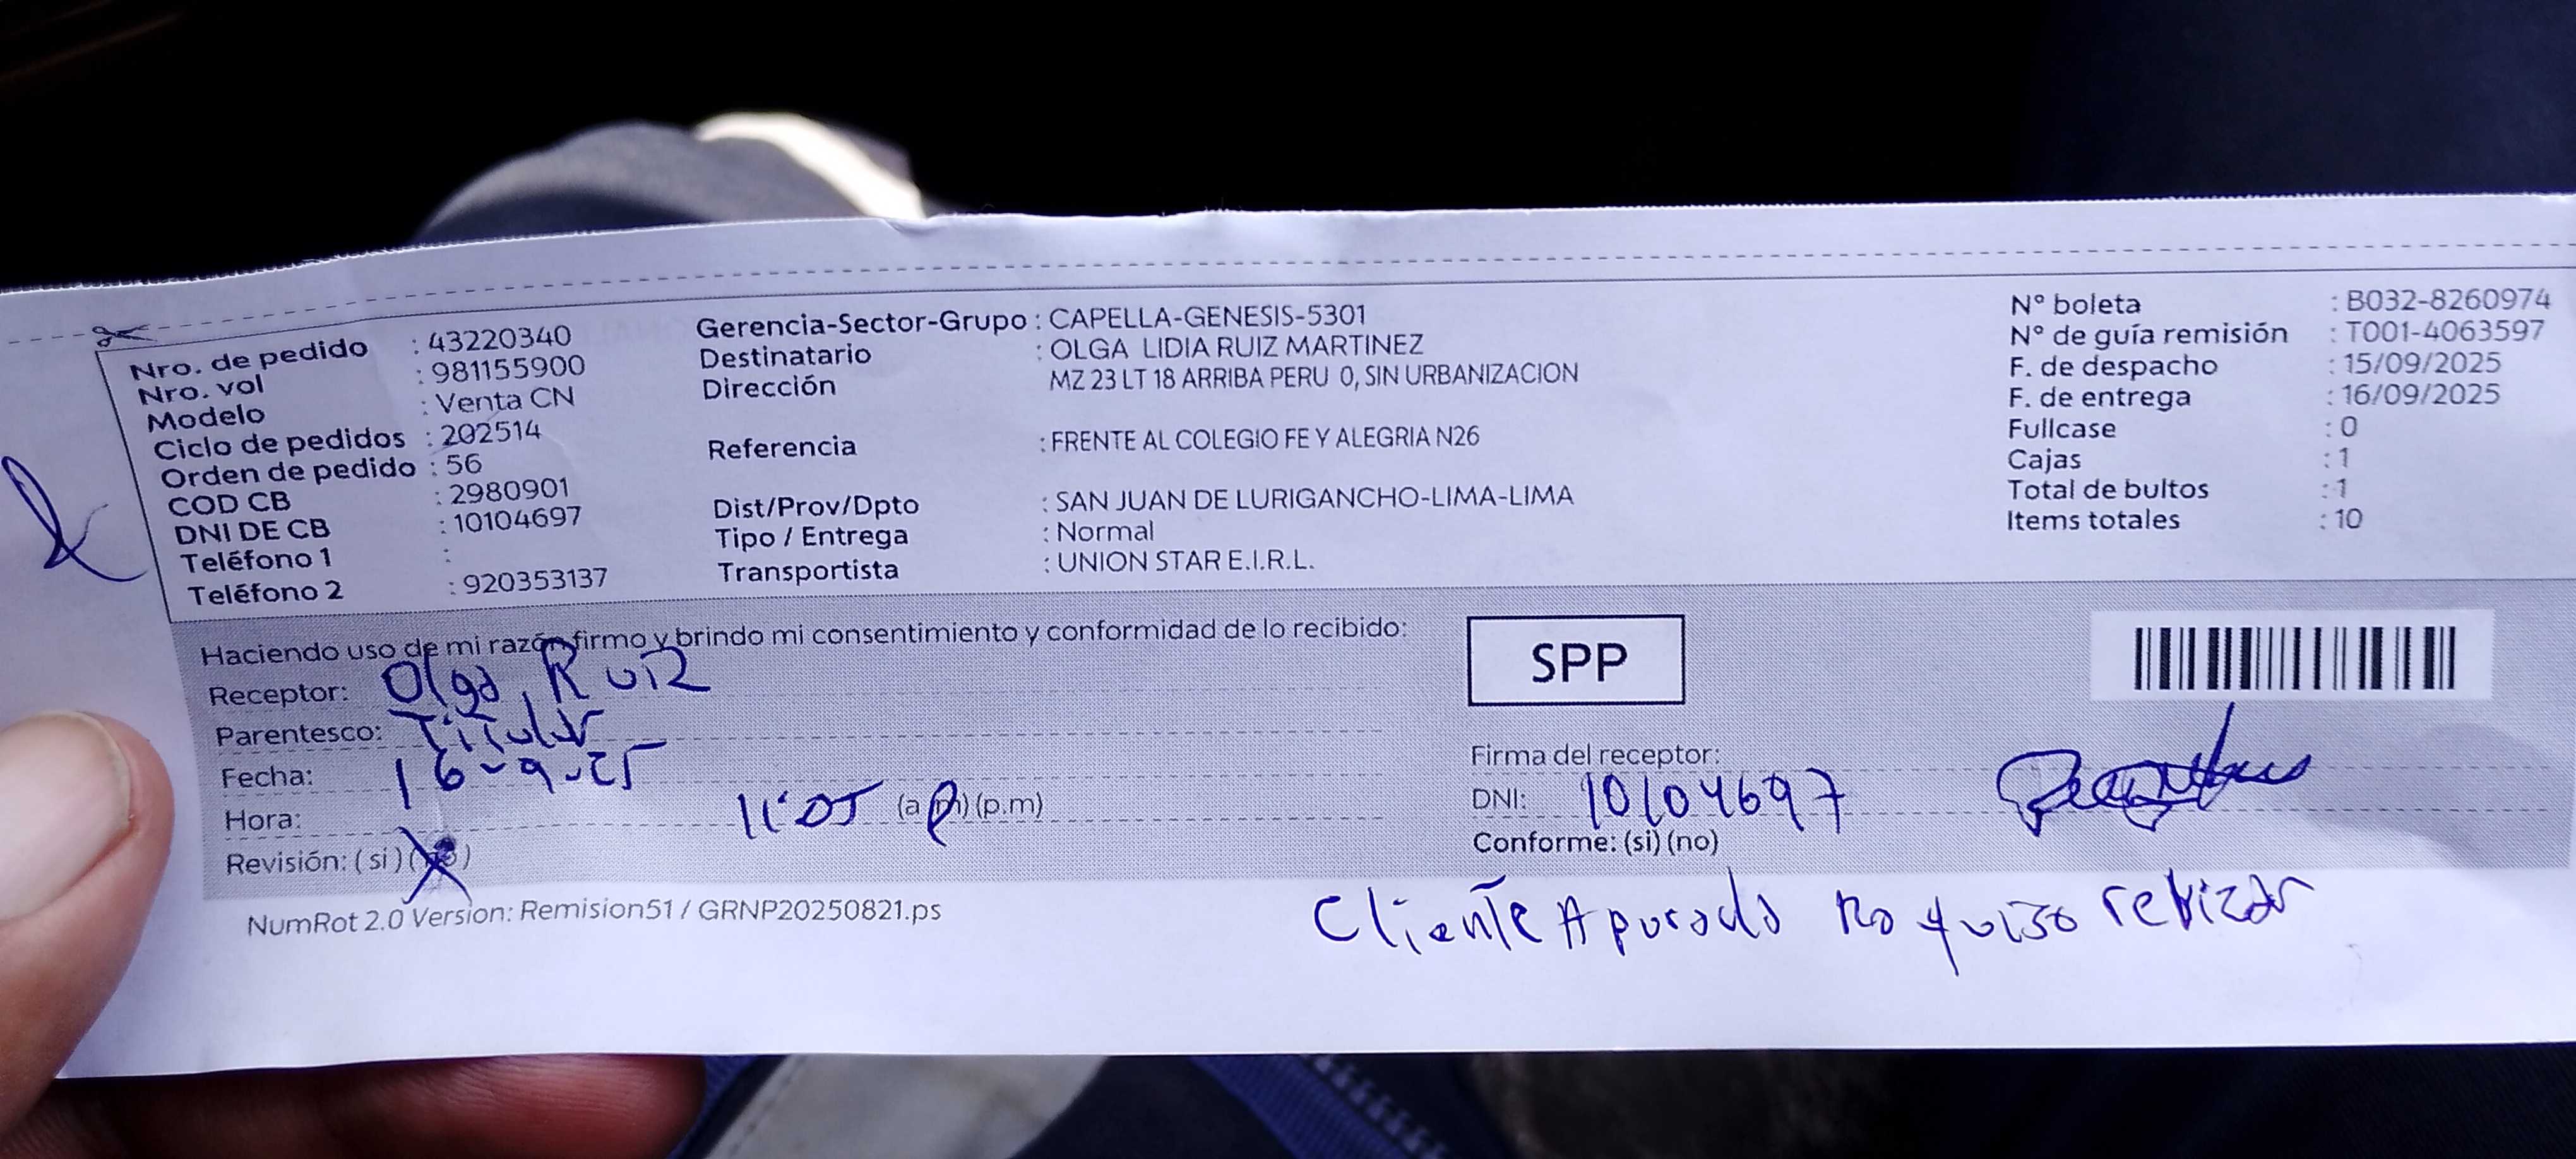 Nro. de pedido : 43220340
Nro. vol : 981155900
Modelo : Venta CN
Ciclo de pedidos : 202514
Orden de pedido : 56
COD CB : 2980901
DNI DE CB : 10104697
Teléfono 1 :
Teléfono 2 : 920353137
Gerencia-Sector-Grupo : CAPELLA-GENESIS-5301
Destinatario : OLGA LIDIA RUIZ MARTINEZ
Dirección MZ 23 LT 18 ARRIBA PERU 0, SIN URBANIZACION
Referencia : FRENTE AL COLEGIO FE Y ALEGRIA N26
Dist/Prov/Dpto : SAN JUAN DE LURIGANCHO-LIMA-LIMA
Tipo / Entrega : Normal
Transportista : UNION STAR E.I.R.L.
N° boleta : B032-8260974
N° de guía remisión : T001-4063597
F. de despacho : 15/09/2025
F. de entrega : 16/09/2025
Fullcase : 0
Cajas : 1
Total de bultos : 1
Items totales : 10
Haciendo uso de mi razón firmo y brindo mi consentimiento y conformidad de lo recibido:
Receptor: Olga Ruiz
Parentesco: Titular
Fecha: 16-9-25
Hora: 11:05 (a.m) (p.m)
Revisión: (si) (no)
SPP
Firma del receptor:
DNI: 10104697
Conforme: (si) (no)
NumRot 2.0 Version: Remision51 / GRNP20250821.ps
Cliente Apurado no quiso revizar